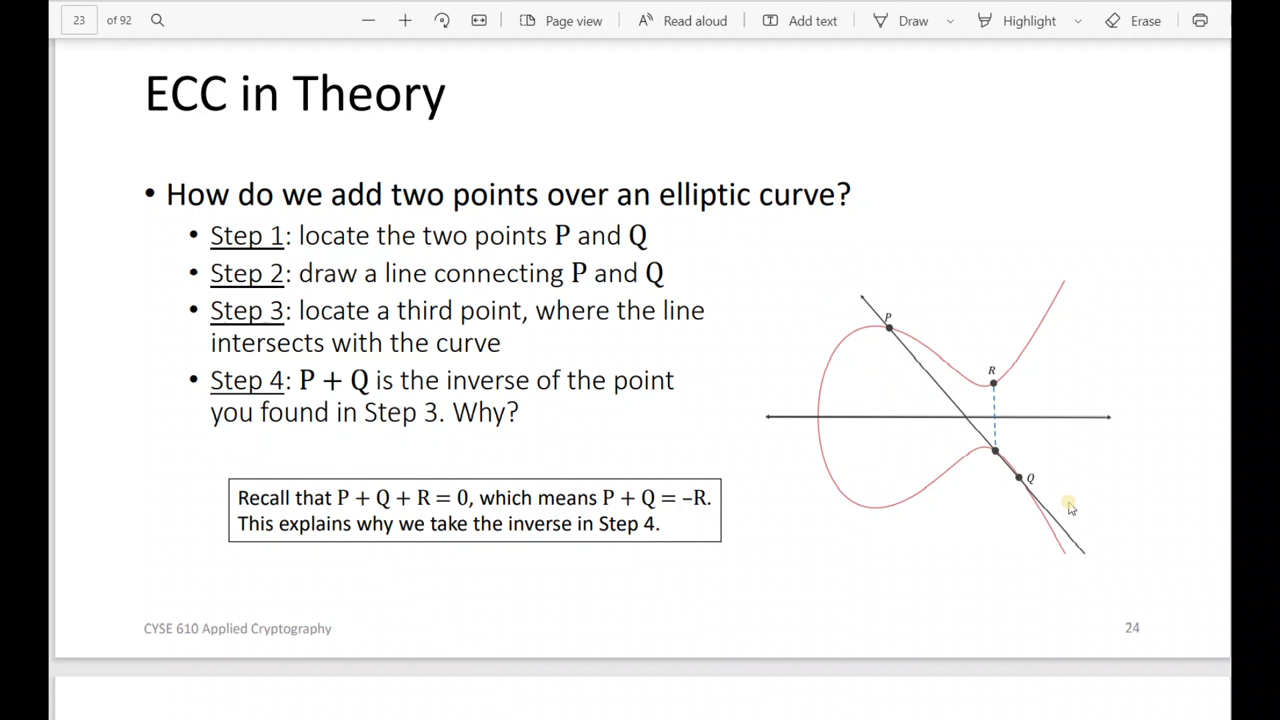 23 of 92 Page view Read aloud Add text Draw Highlight Erase
ECC in Theory
• How do we add two points over an elliptic curve?
• Step 1: locate the two points P and Q
• Step 2: draw a line connecting P and Q
• Step 3: locate a third point, where the line
intersects with the curve
• Step 4: P + Q is the inverse of the point
you found in Step 3. Why?
P
R
Q
Recall that P + Q + R = 0, which means P + Q = –R.
This explains why we take the inverse in Step 4.
CYSE 610 Applied Cryptography
24